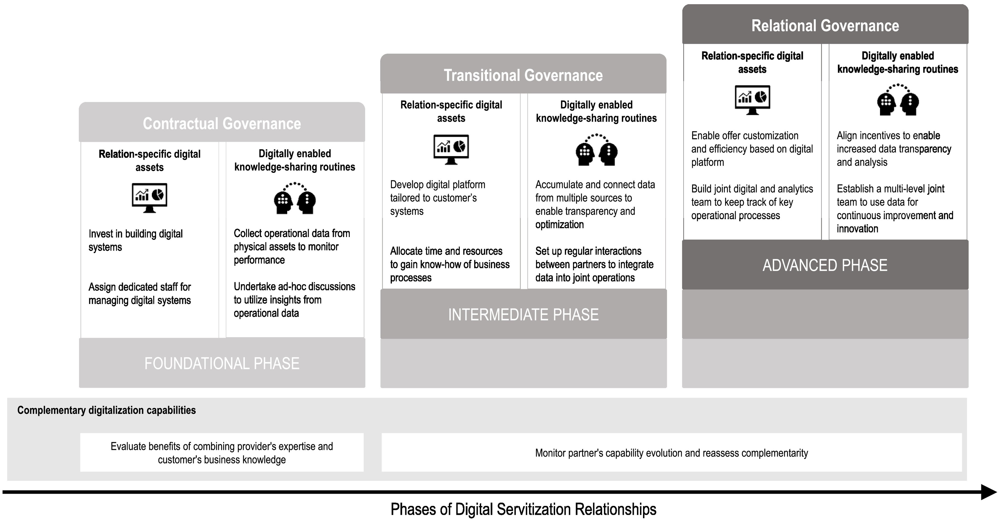 Contractual Governance
Relation-specific digital
assets
Invest in building digital
systems
Assign dedicated staff for
managing digital systems
Digitally enabled
knowledge-sharing routines
Collect operational data from
physical assets to monitor
performance
Undertake ad-hoc discussions
to utilize insights from
operational data
FOUNDATIONAL PHASE
Transitional Governance
Relation-specific digital
assets
Develop digital platform
tailored to customer’s
systems
Allocate time and resources
to gain know-how of business
processes
Digitally enabled
knowledge-sharing routines
Accumulate and connect data
from multiple sources to
enable transparency and
optimization
Set up regular interactions
between partners to integrate
data into joint operations
INTERMEDIATE PHASE
Relational Governance
Relation-specific digital
assets
Enable offer customization
and efficiency based on digital
platform
Build joint digital and analytics
team to keep track of key
operational processes
Digitally enabled
knowledge-sharing routines
Align incentives to enable
increased data transparency
and analysis
Establish a multi-level joint
team to use data for
continuous improvement and
innovation
ADVANCED PHASE
Complementary digitalization capabilities
Evaluate benefits of combining provider's expertise and
customer's business knowledge
Monitor partner's capability evolution and reassess complementarity
Phases of Digital Servitization Relationships